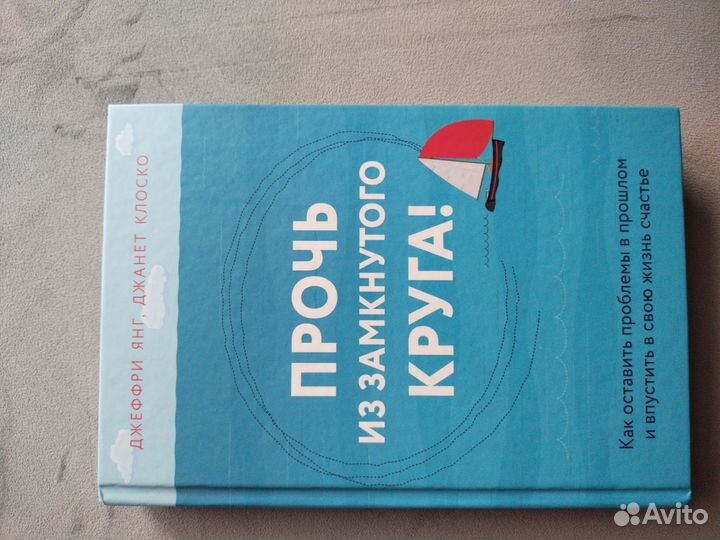 ДЖЕФФРИ ЯНГ, ДЖАНЕТ КЛОСКО
ПРОЧЬ
ИЗ ЗАМКНУТОГО
КРУГА!
Как оставить проблемы в прошлом
и впустить в свою жизнь счастье
Avito